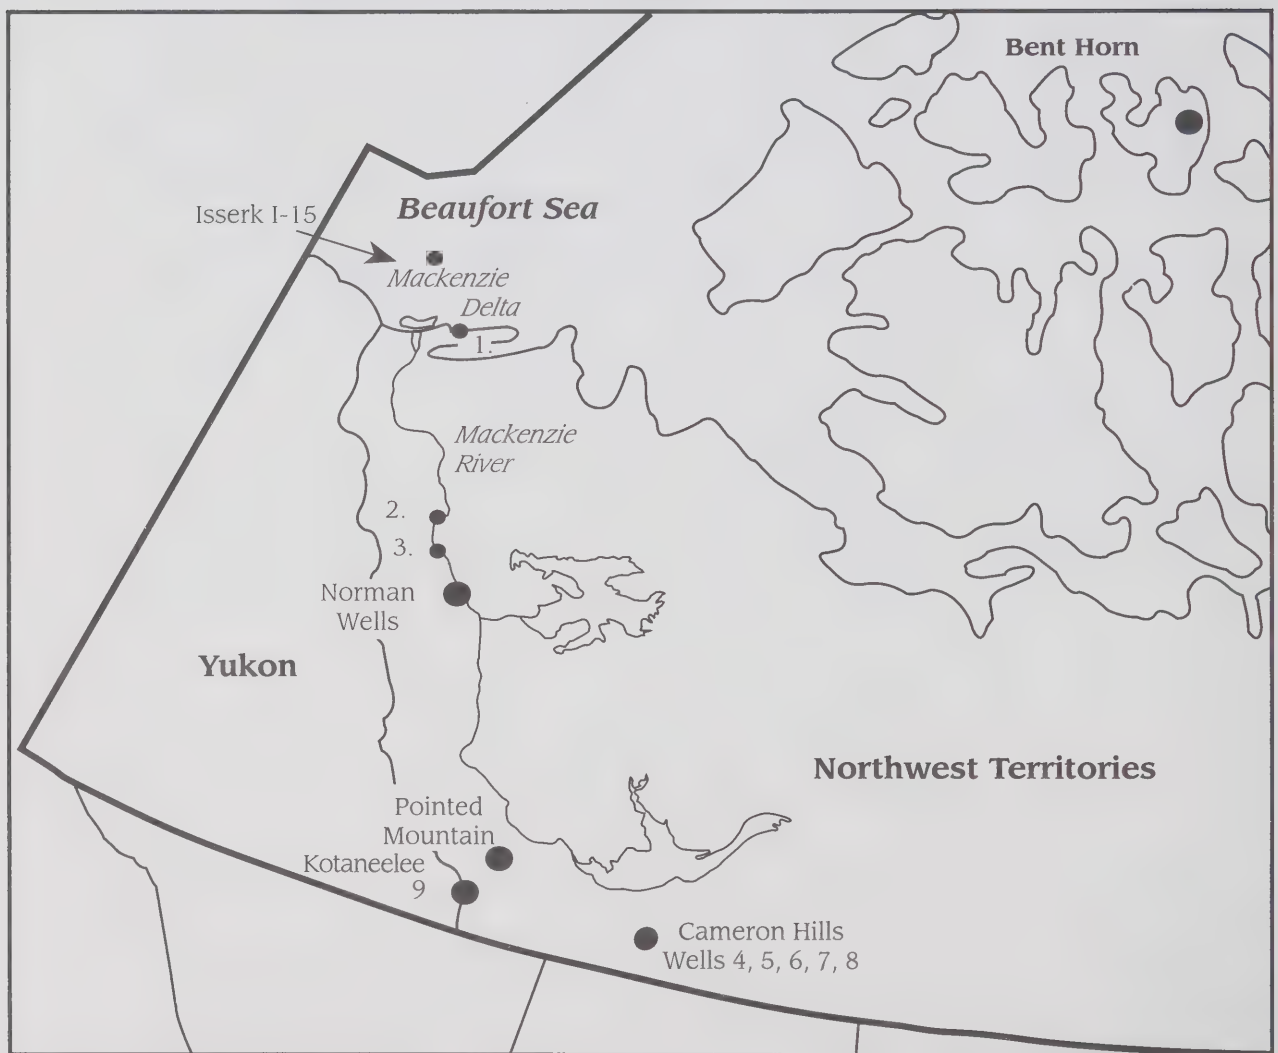 Bent Horn
Isserk I-15
Beaufort Sea
Mackenzie
Delta
1.
Mackenzie
River
2.
3.
Norman
Wells
Yukon
Northwest Territories
Pointed
Mountain
Kotaneelee
9
Cameron Hills
Wells 4, 5, 6, 7, 8